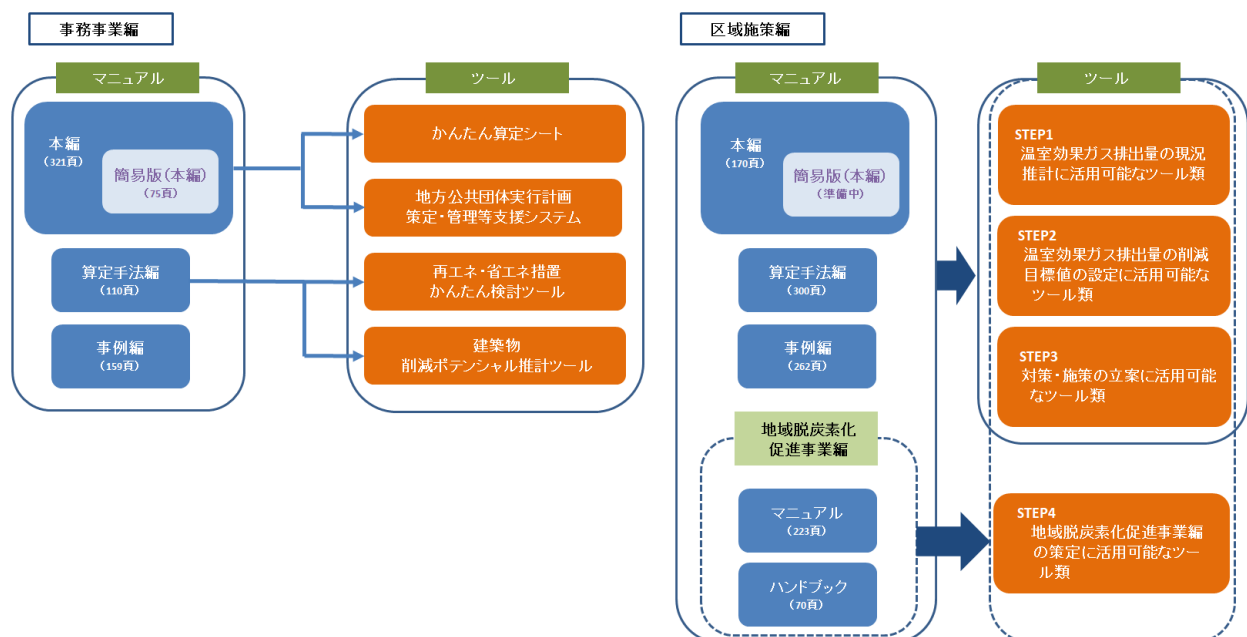 事務事業編
マニュアル
本編
（321頁）
簡易版（本編）
（75頁）
算定手法編
（110頁）
事例編
（159頁）
ツール
かんたん算定シート
地方公共団体実行計画
策定・管理等支援システム
再エネ・省エネ措置
かんたん検討ツール
建築物
削減ポテンシャル推計ツール
区域施策編
マニュアル
本編
（170頁）
簡易版（本編）
（準備中）
算定手法編
（300頁）
事例編
（262頁）
地域脱炭素化
促進事業編
マニュアル
（223頁）
ハンドブック
（70頁）
ツール
STEP1
温室効果ガス排出量の現況
推計に活用可能なツール類
STEP2
温室効果ガス排出量の削減
目標値の設定に活用可能な
ツール類
STEP3
対策・施策の立案に活用可能
なツール類
STEP4
地域脱炭素化促進事業編
の策定に活用可能なツー
ル類